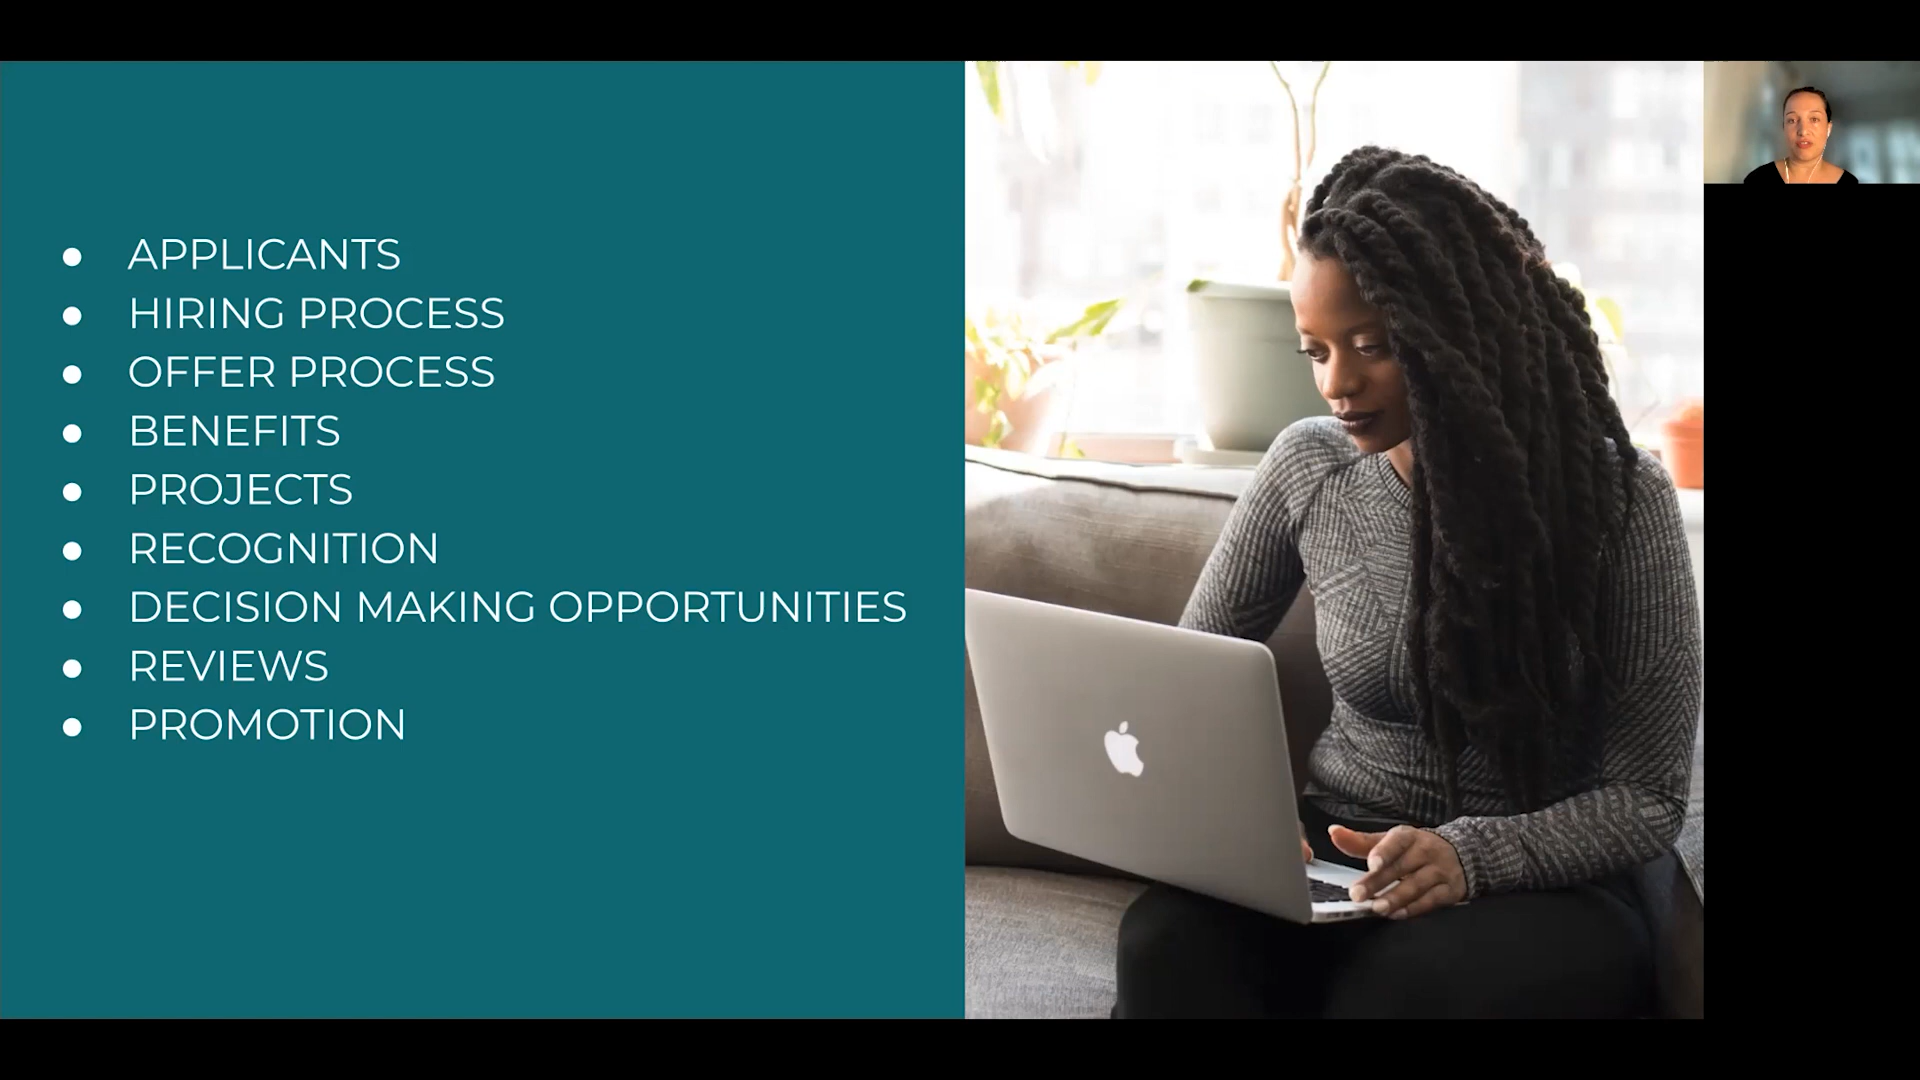 ● APPLICANTS
● HIRING PROCESS
● OFFER PROCESS
● BENEFITS
● PROJECTS
● RECOGNITION
● DECISION MAKING OPPORTUNITIES
● REVIEWS
● PROMOTION